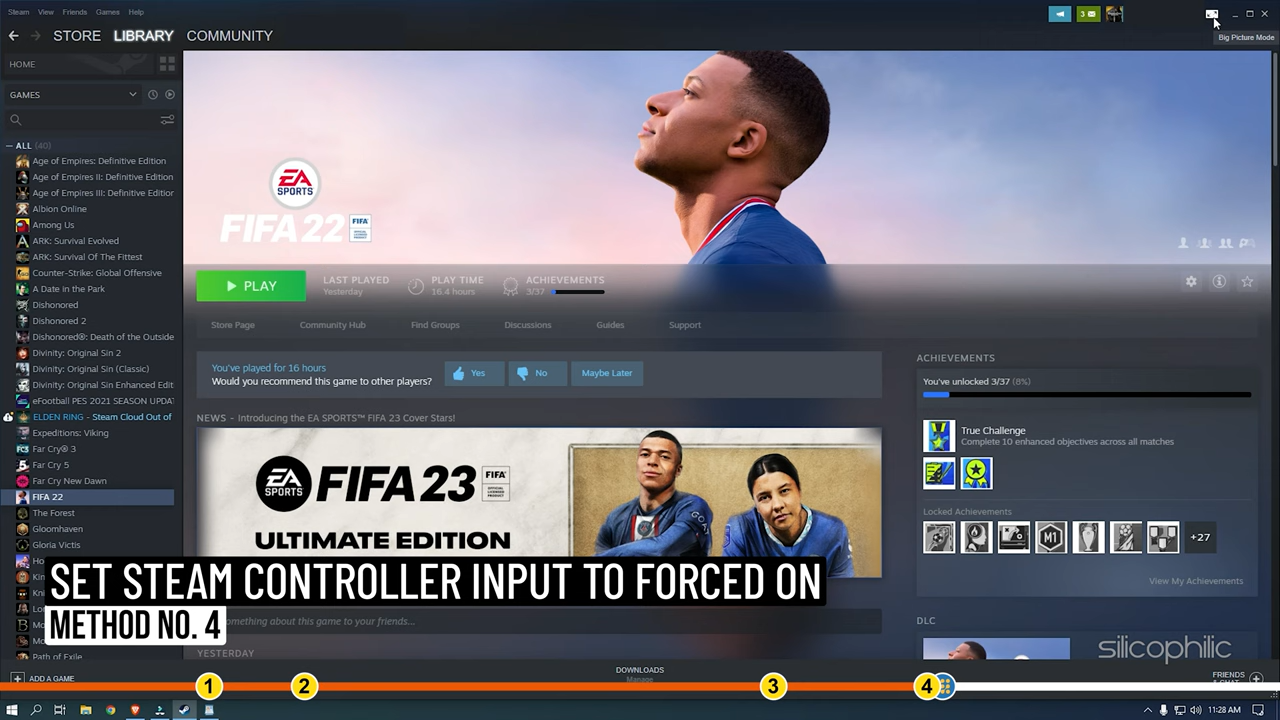 Steam View Friends Games Help
3
Big Picture Mode
STORE LIBRARY COMMUNITY
HOME
GAMES
ALL (40)
Age of Empires: Definitive Edition
Age of Empires II: Definitive Edition
Age of Empires III: Definitive Edition
Albion Online
Among Us
ARK: Survival Evolved
ARK: Survival Of The Fittest
Counter-Strike: Global Offensive
A Date in the Park
Dishonored
Dishonored 2
Dishonored®: Death of the Outside
Divinity: Original Sin 2
Divinity: Original Sin (Classic)
Divinity: Original Sin Enhanced Edit
eFootball PES 2021 SEASON UPDAT
ELDEN RING - Steam Cloud Out of
Expeditions: Viking
Far Cry® 3
Far Cry 5
Far Cry New Dawn
FIFA 22
The Forest
Gloomhaven
Gloria Victis
Path of Exile
EA SPORTS
FIFA 22 FIFA
PLAY
LAST PLAYED
Yesterday
PLAY TIME
16.4 hours
ACHIEVEMENTS
3/37
Store Page Community Hub Find Groups Discussions Guides Support
You've played for 16 hours
Would you recommend this game to other players?
Yes No Maybe Later
NEWS – Introducing the EA SPORTS™ FIFA 23 Cover Stars!
EA SPORTS FIFA 23 FIFA
ULTIMATE EDITION
something about this game to your friends...
YESTERDAY
ACHIEVEMENTS
You've unlocked 3/37 (8%)
True Challenge
Complete 10 enhanced objectives across all matches
Locked Achievements
M1
+27
View My Achievements
DLC
SET STEAM CONTROLLER INPUT TO FORCED ON
METHOD NO. 4
silicophilic
ADD A GAME
DOWNLOADS
Manage
FRIENDS
& CHAT
1 2 3 4
11:28 AM